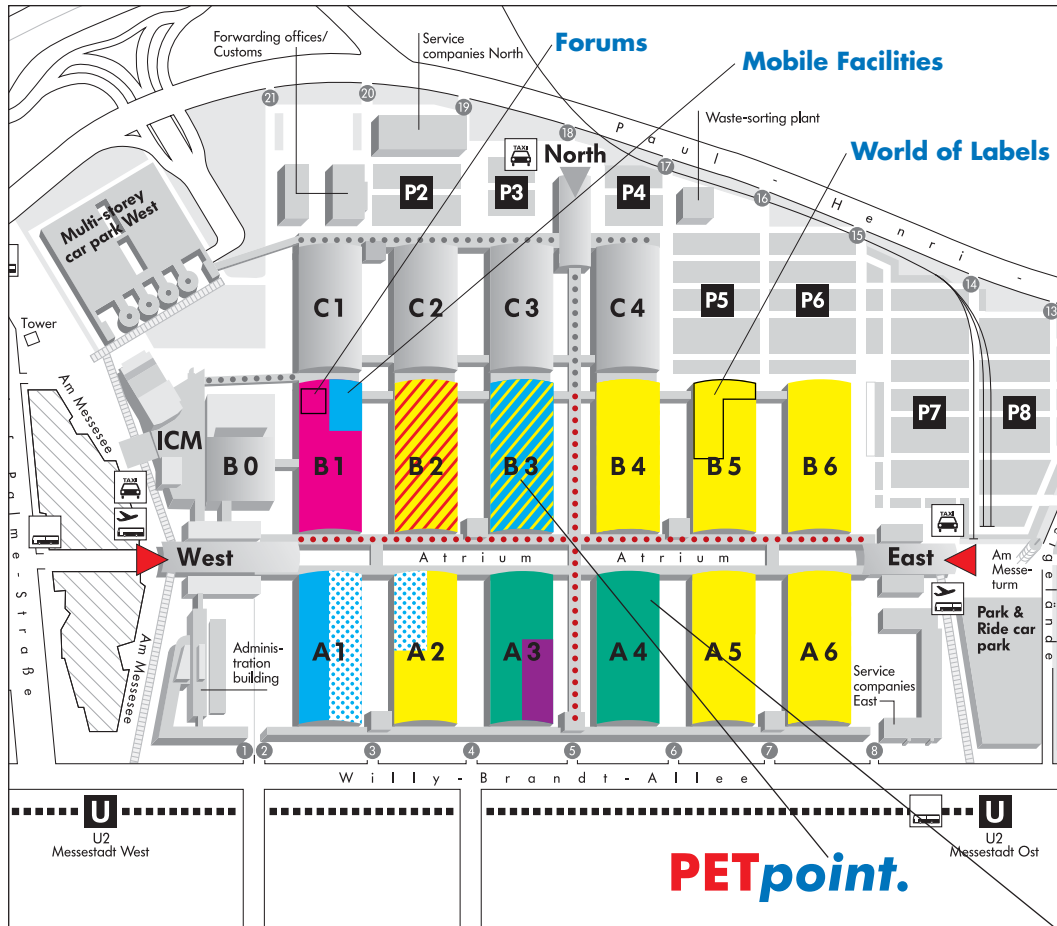 Forwarding offices/
Customs
Service
companies North
Forums
Mobile Facilities
21
20
19
18
Paul-Henri-
Waste-sorting plant
TAXI
North
17
World of Labels
P2
P3
P4
16
Multi-storey
car park West
15
14
13
C1
C2
C3
C4
P5
P6
Tower
Am Messesee
P7
P8
ICM
B0
B1
B2
B3
B4
B5
B6
TAXI
TAXI
West
Atrium
Atrium
East
Am
Messe-
turm
Park &
Ride car
park
Am Messesee
Adminis-
tration
building
A1
A2
A3
A4
A5
A6
Service
companies
East
1
2
3
4
5
6
7
8
Willy-Brandt-Allee
U
U2
Messestadt West
U
U2
Messestadt Ost
PETpoint.